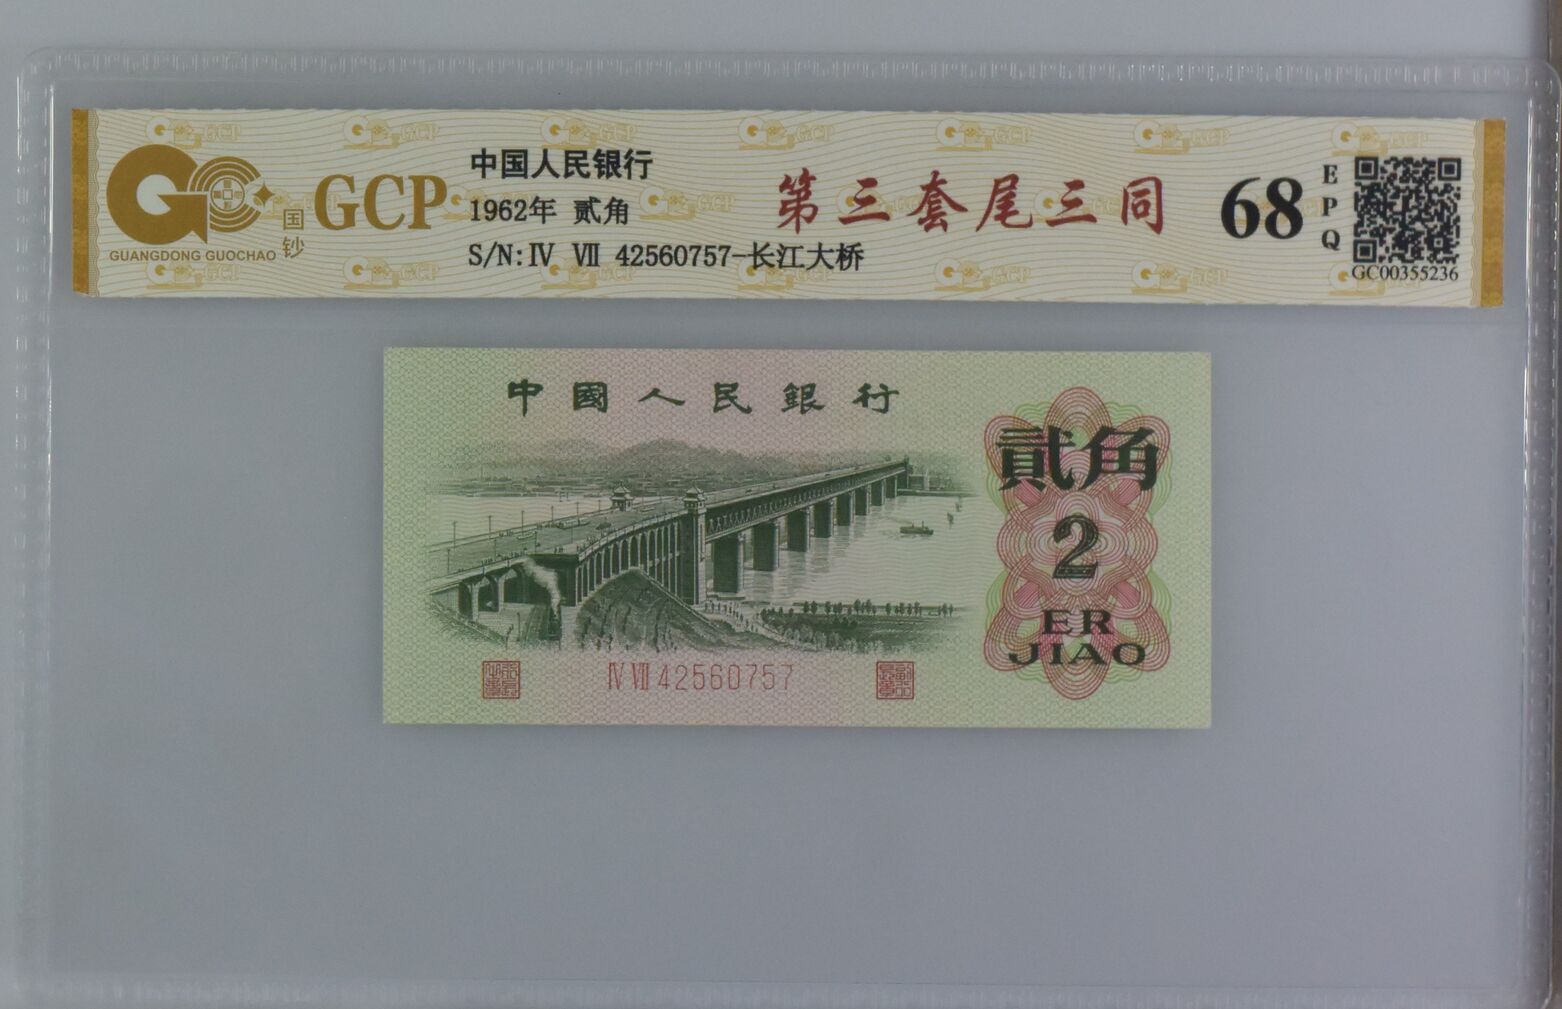 GCP
国钞
GUANGDONG GUOCHAO
中国人民银行
1962年 贰角
S/N:Ⅳ Ⅶ 42560757-长江大桥
第三套尾三同
68
EPQ
GC00355236
中國人民銀行
貳角
2
ER
JIAO
Ⅳ Ⅶ 42560757